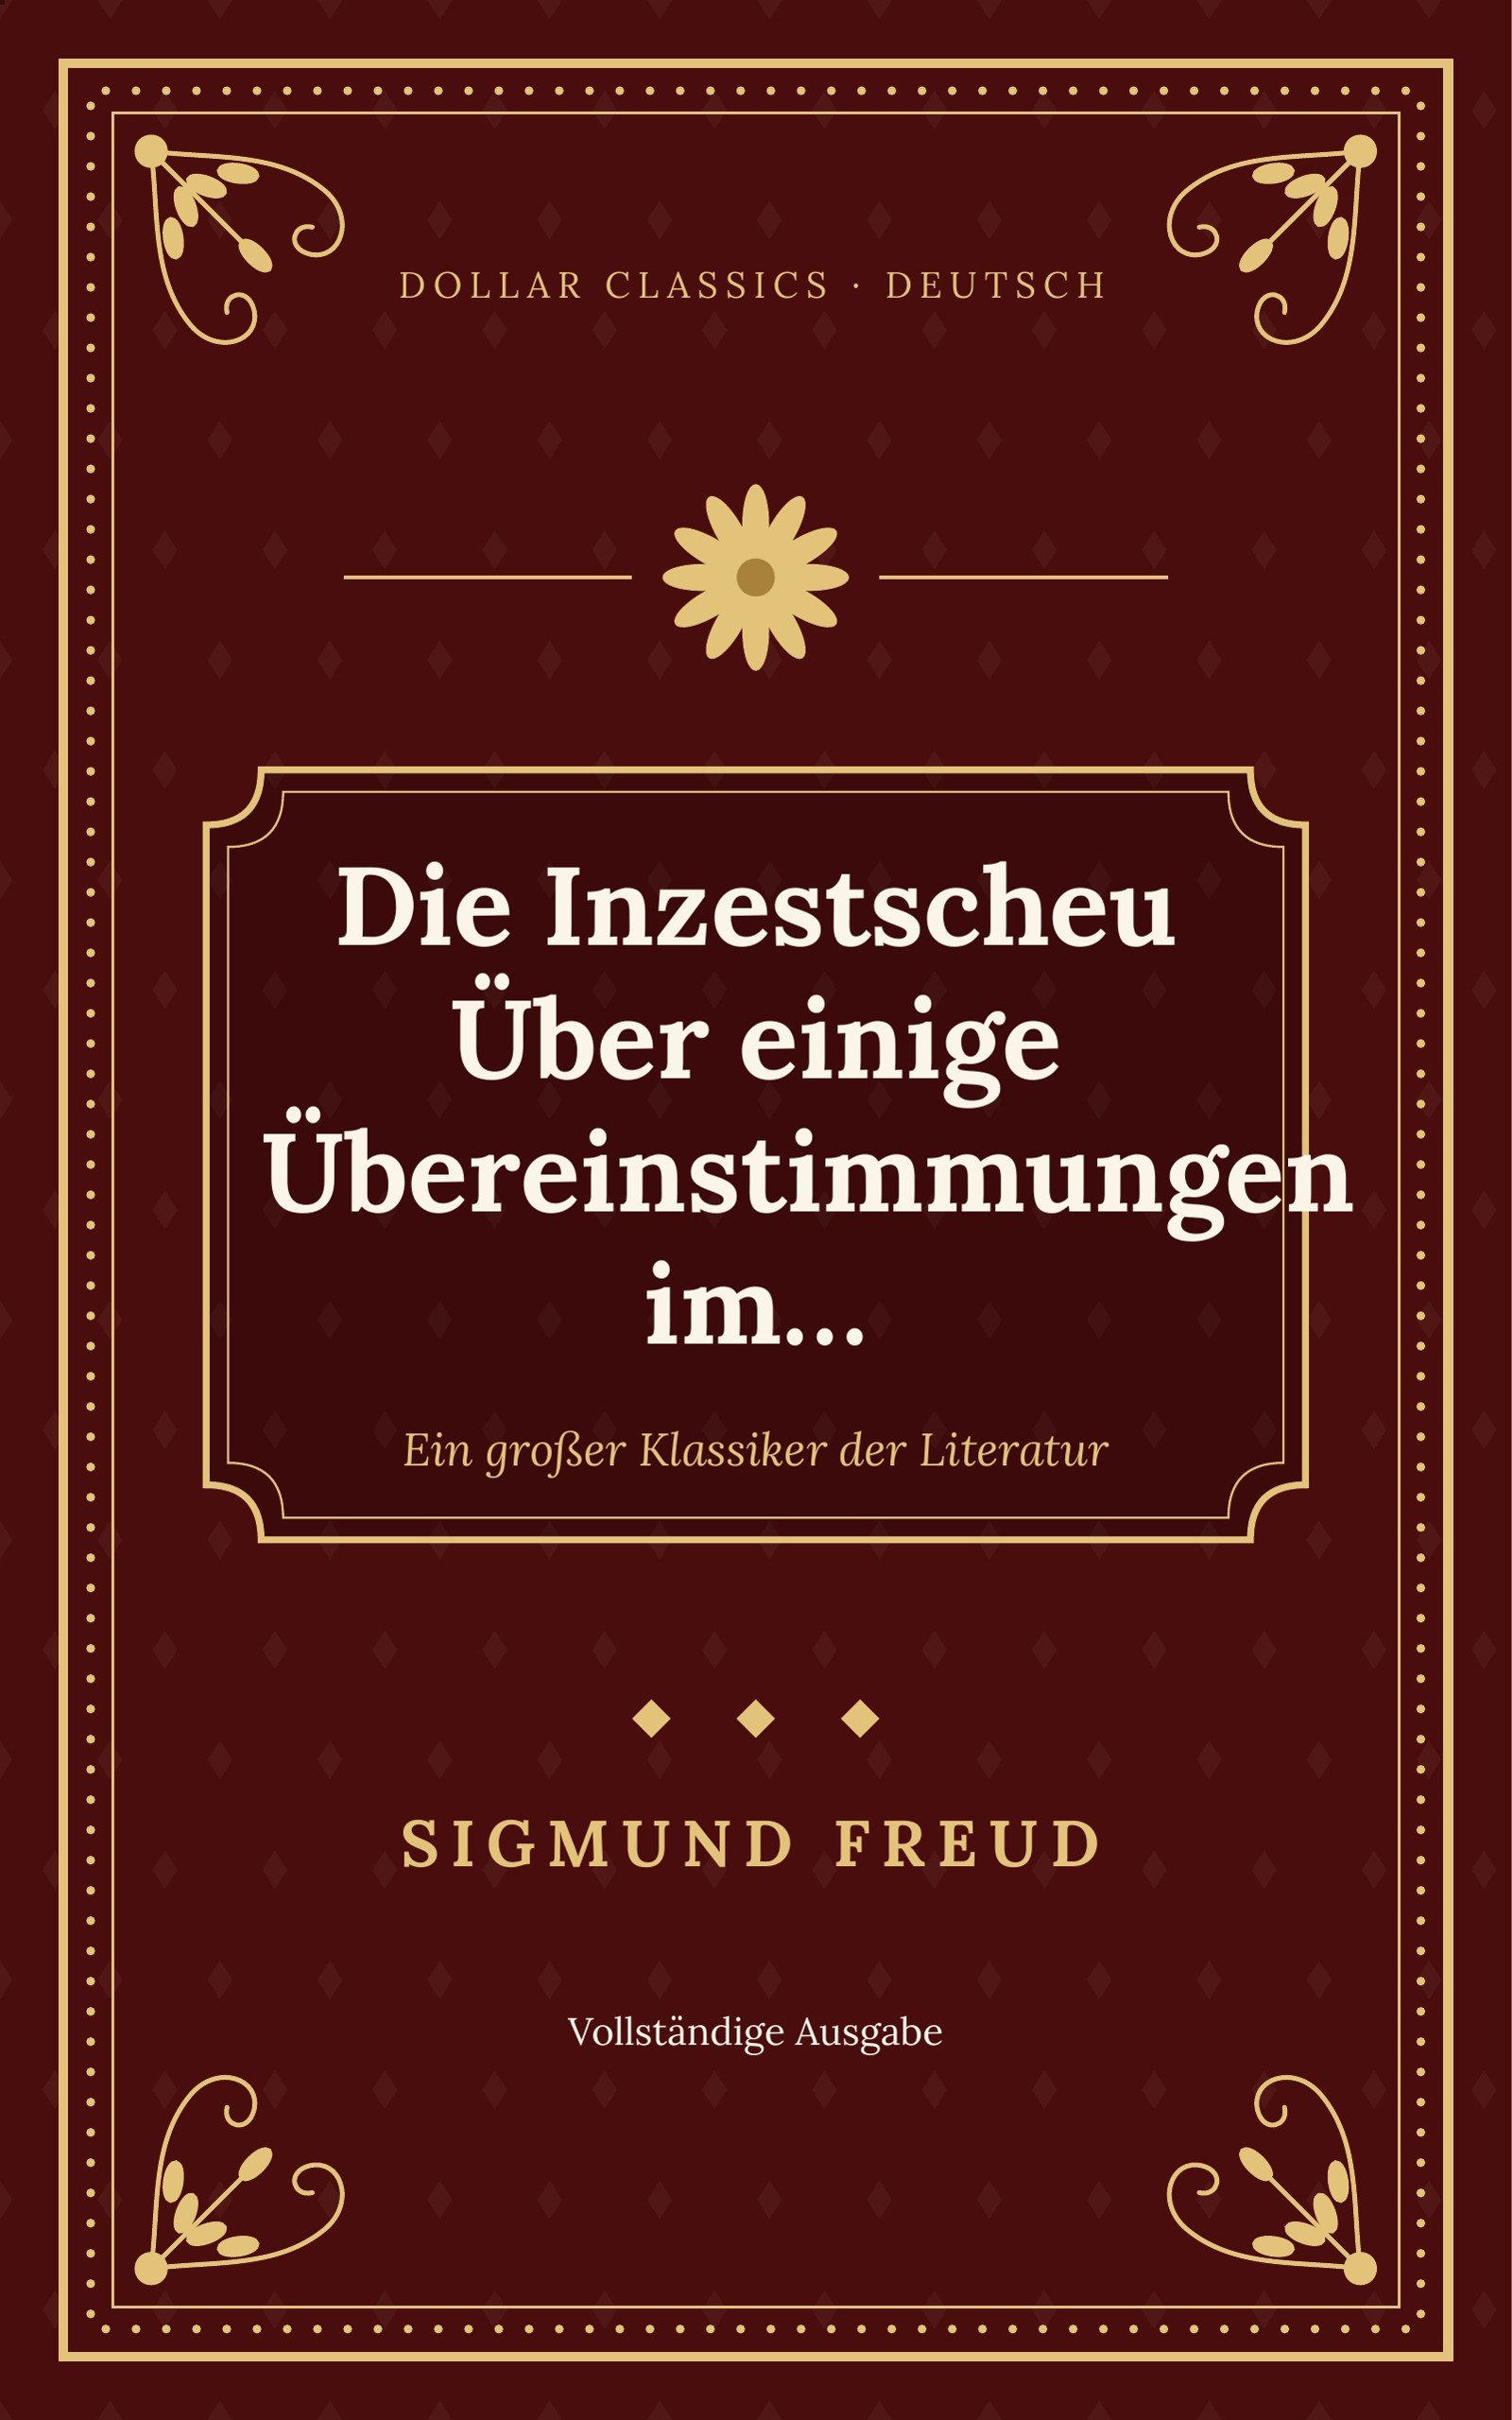 DOLLAR CLASSICS · DEUTSCH
Die Inzestscheu
Über einige
Übereinstimmungen
im...
Ein großer Klassiker der Literatur
SIGMUND FREUD
Vollständige Ausgabe